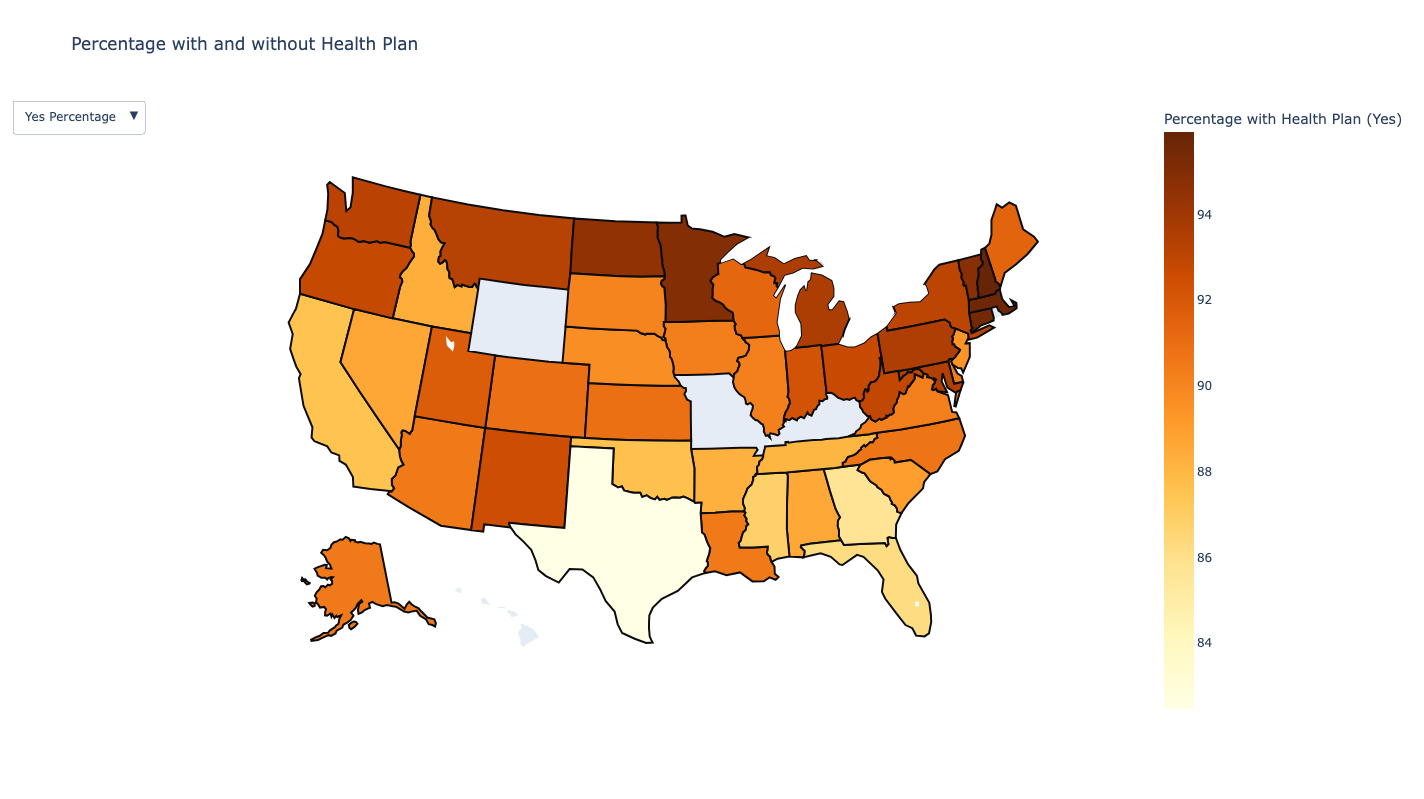 Percentage with and without Health Plan
Yes Percentage ▼
Percentage with Health Plan (Yes)
94
92
90
88
86
84